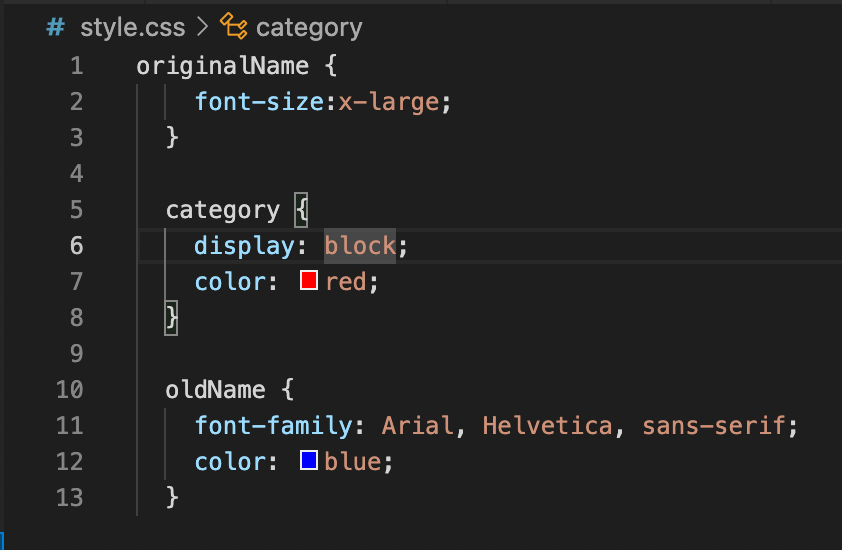 # style.css > category
1 originalName {
2 font-size:x-large;
3 }
4
5 category {
6 display: block;
7 color: red;
8 }
9
10 oldName {
11 font-family: Arial, Helvetica, sans-serif;
12 color: blue;
13 }